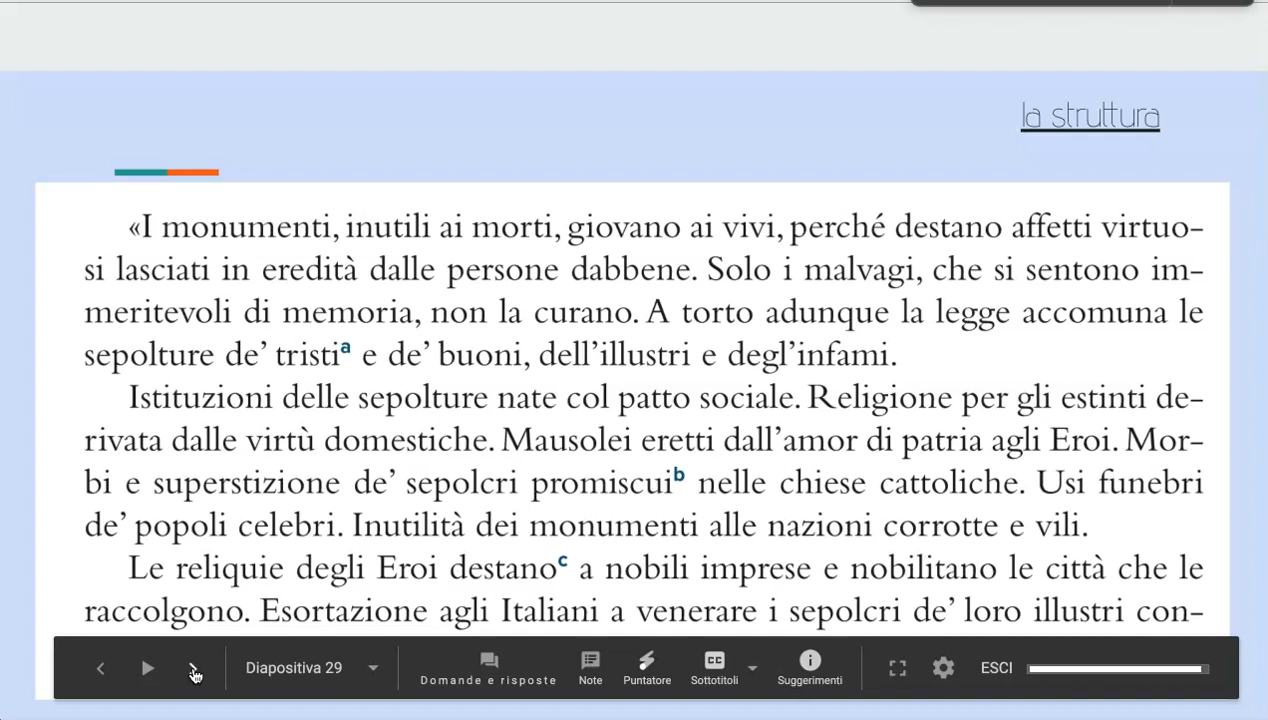 la struttura
«I monumenti, inutili ai morti, giovano ai vivi, perché destano affetti virtuo-
si lasciati in eredità dalle persone dabbene. Solo i malvagi, che si sentono im-
meritevoli di memoria, non la curano. A torto adunque la legge accomuna le
sepolture de’ tristiᵃ e de’ buoni, dell’illustri e degl’infami.
Istituzioni delle sepolture nate col patto sociale. Religione per gli estinti de-
rivata dalle virtù domestiche. Mausolei eretti dall’amor di patria agli Eroi. Mor-
bi e superstizione de’ sepolcri promiscuiᵇ nelle chiese cattoliche. Usi funebri
de’ popoli celebri. Inutilità dei monumenti alle nazioni corrotte e vili.
Le reliquie degli Eroi destanoᶜ a nobili imprese e nobilitano le città che le
raccolgono. Esortazione agli Italiani a venerare i sepolcri de’ loro illustri con-
Diapositiva 29
Domande e risposte
Note
Puntatore
CC
Sottotitoli
Suggerimenti
ESCI